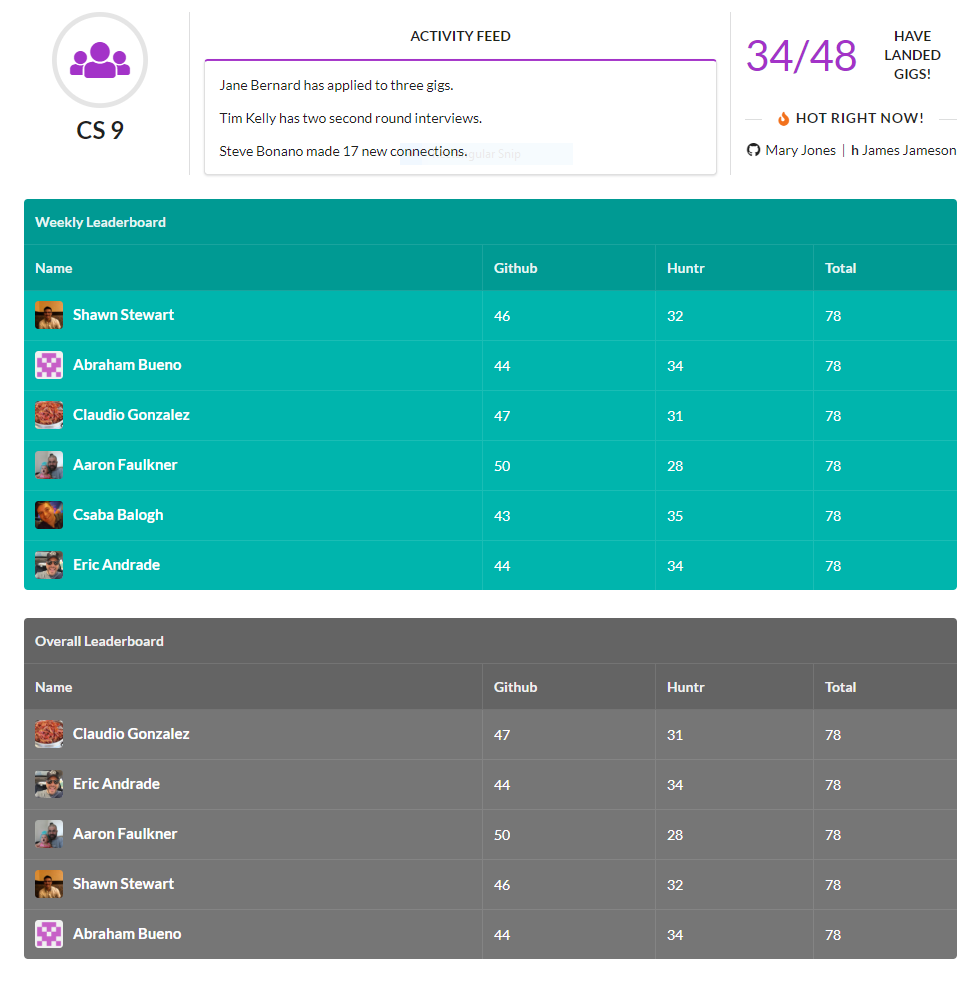 CS 9
ACTIVITY FEED
Jane Bernard has applied to three gigs.
Tim Kelly has two second round interviews.
Steve Bonano made 17 new connections.
Snip
34/48
HAVE
LANDED
GIGS!
HOT RIGHT NOW!
Mary Jones | h James Jameson
Weekly Leaderboard
Name Github Huntr Total
Shawn Stewart 46 32 78
Abraham Bueno 44 34 78
Claudio Gonzalez 47 31 78
Aaron Faulkner 50 28 78
Csaba Balogh 43 35 78
Eric Andrade 44 34 78
Overall Leaderboard
Name Github Huntr Total
Claudio Gonzalez 47 31 78
Eric Andrade 44 34 78
Aaron Faulkner 50 28 78
Shawn Stewart 46 32 78
Abraham Bueno 44 34 78